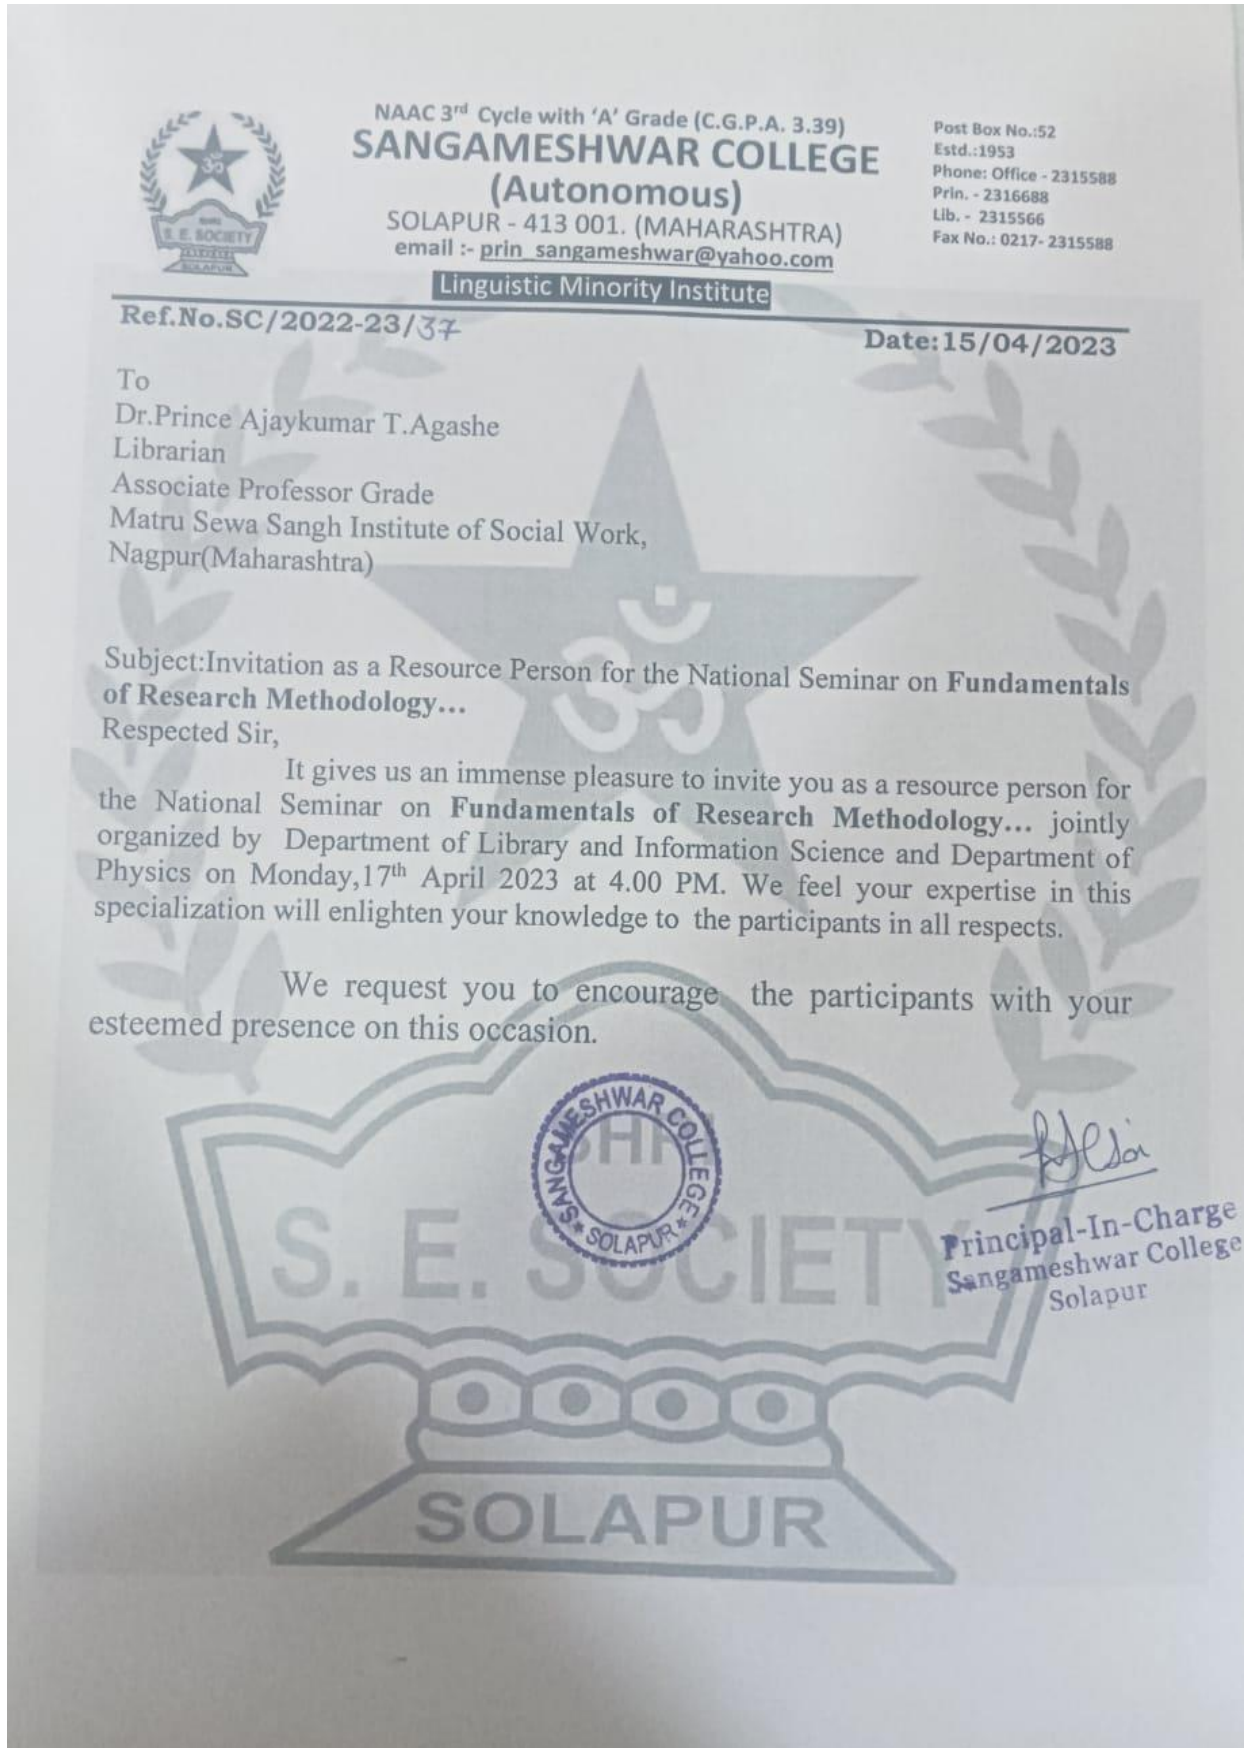 NAAC 3rd Cycle with 'A' Grade (C.G.P.A. 3.39)
SANGAMESHWAR COLLEGE
(Autonomous)
SOLAPUR - 413 001. (MAHARASHTRA)
email :- prin_sangameshwar@yahoo.com
Linguistic Minority Institute
Post Box No.:52
Estd.:1953
Phone: Office - 2315588
Prin. - 2316688
Lib. - 2315566
Fax No.: 0217- 2315588
S. E. SOCIETY
SOLAPUR
Ref.No.SC/2022-23/37
Date:15/04/2023
To
Dr.Prince Ajaykumar T.Agashe
Librarian
Associate Professor Grade
Matru Sewa Sangh Institute of Social Work,
Nagpur(Maharashtra)
Subject:Invitation as a Resource Person for the National Seminar on Fundamentals
of Research Methodology...
Respected Sir,
It gives us an immense pleasure to invite you as a resource person for
the National Seminar on Fundamentals of Research Methodology... jointly
organized by Department of Library and Information Science and Department of
Physics on Monday,17th April 2023 at 4.00 PM. We feel your expertise in this
specialization will enlighten your knowledge to the participants in all respects.
We request you to encourage the participants with your
esteemed presence on this occasion.
SANGAMESHWAR COLLEGE
SOLAPUR
Principal-In-Charge
Sangameshwar College
Solapur
S. E. SOCIETY
SOLAPUR